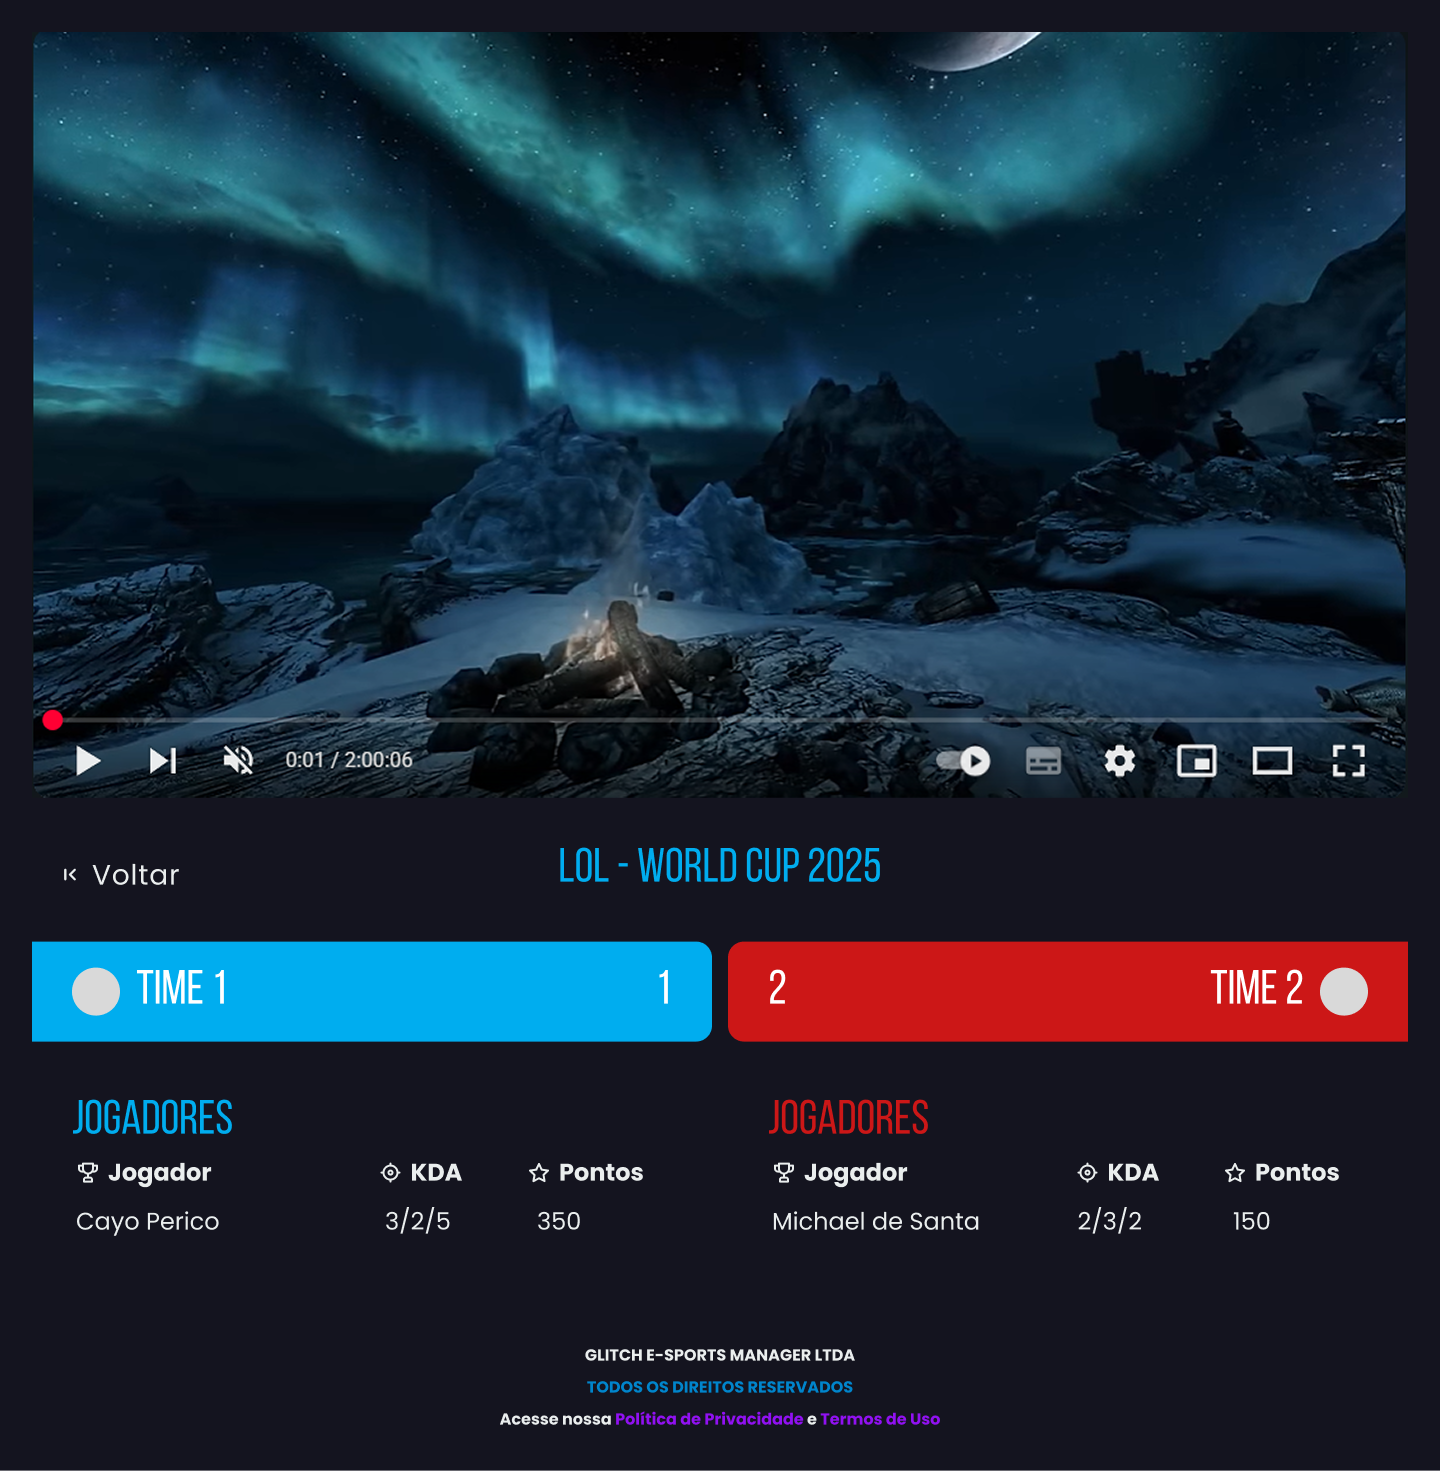 0:01 / 2:00:06
Voltar
LOL - WORLD CUP 2025
TIME 1 1
2 TIME 2
JOGADORES
Jogador KDA Pontos
Cayo Perico 3/2/5 350
JOGADORES
Jogador KDA Pontos
Michael de Santa 2/3/2 150
GLITCH E-SPORTS MANAGER LTDA
TODOS OS DIREITOS RESERVADOS
Acesse nossa Política de Privacidade e Termos de Uso